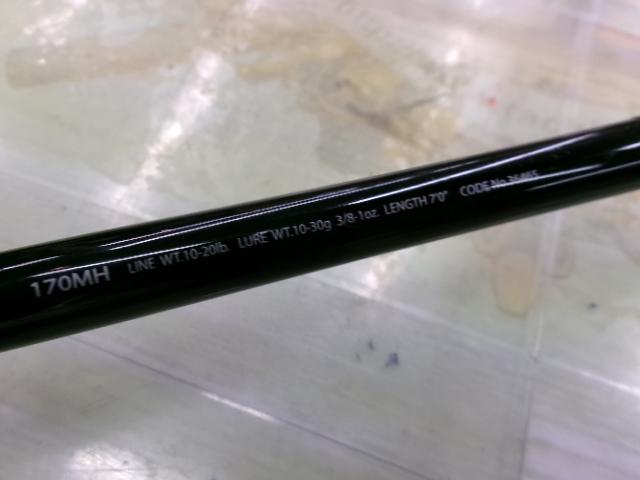 170MH LINE WT.10-20lb. LURE WT.10-30g 3/8-1oz. LENGTH 7'0" CODE No.